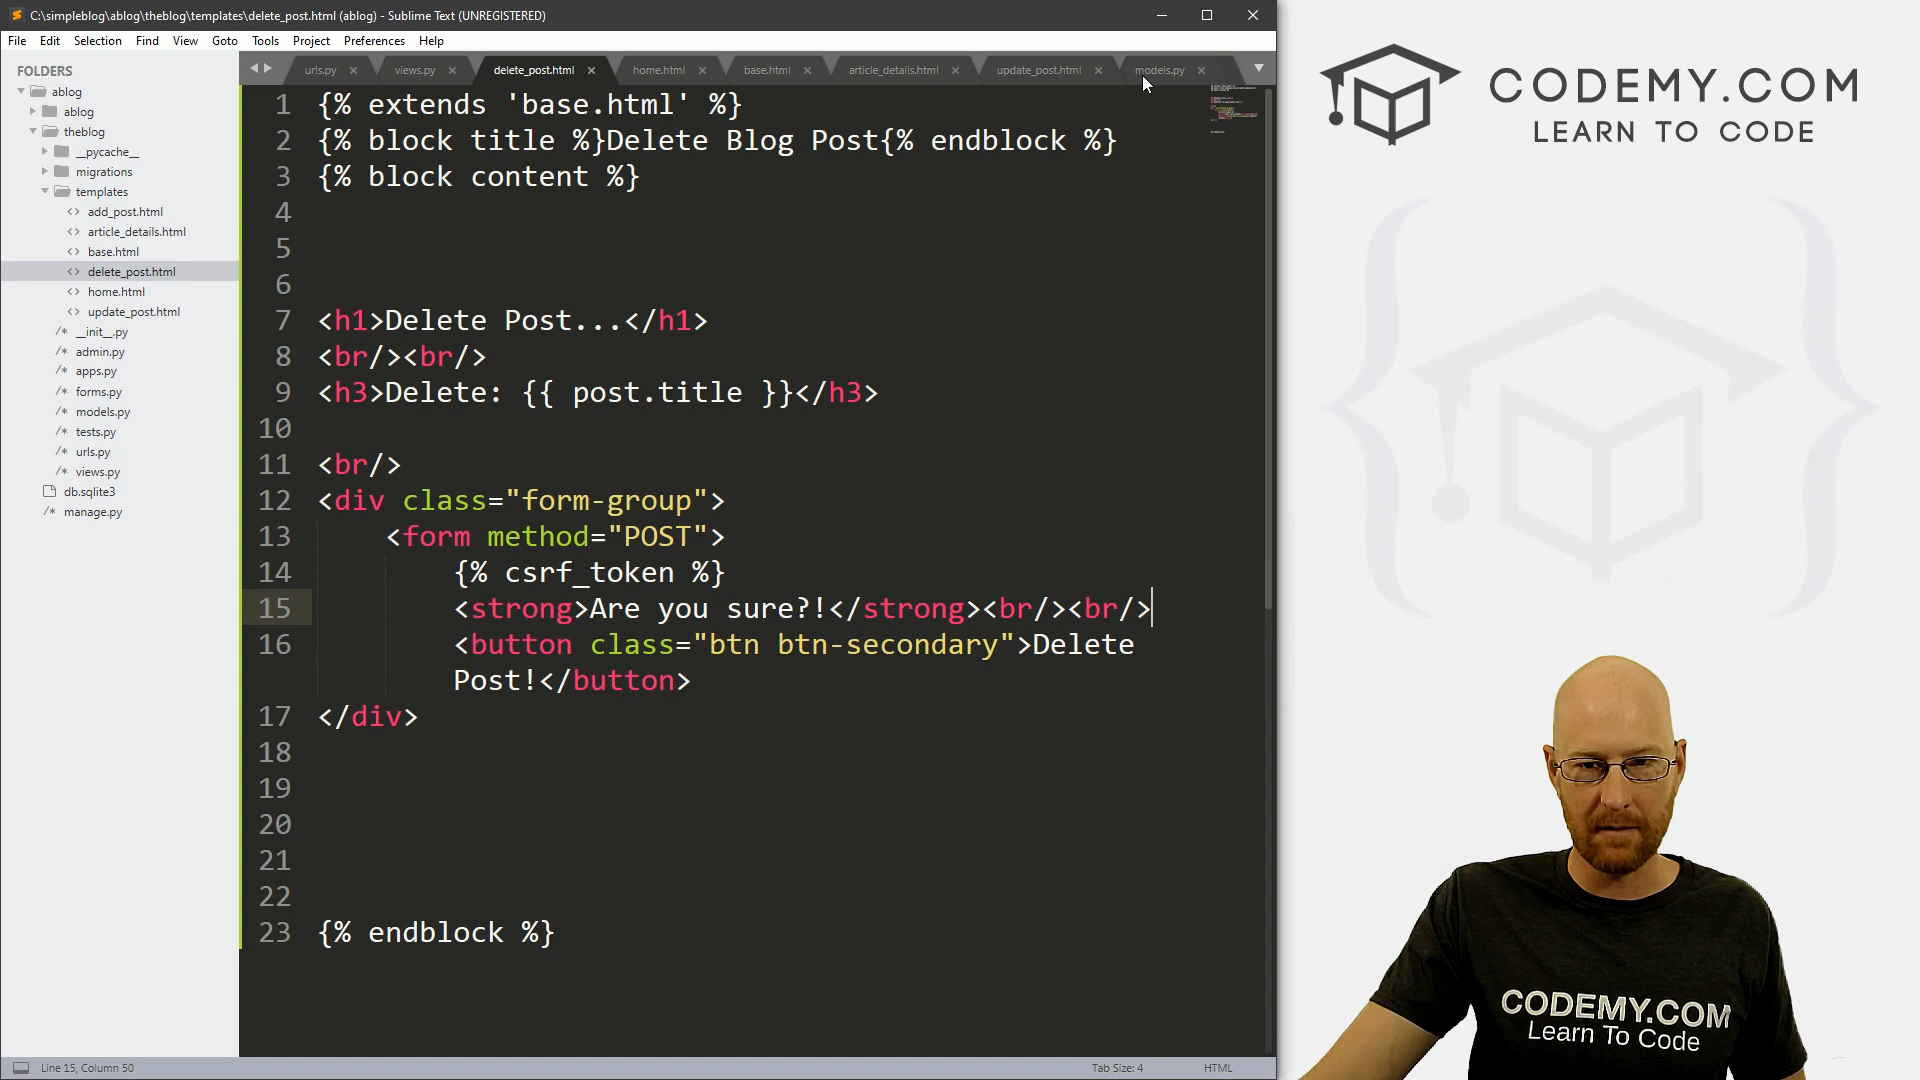 C:\simpleblog\ablog\theblog\templates\delete_post.html (ablog) - Sublime Text (UNREGISTERED)
File Edit Selection Find View Goto Tools Project Preferences Help
FOLDERS
ablog
ablog
theblog
__pycache__
migrations
templates
add_post.html
article_details.html
base.html
delete_post.html
home.html
update_post.html
__init__.py
admin.py
apps.py
forms.py
models.py
tests.py
urls.py
views.py
db.sqlite3
manage.py
urls.py views.py delete_post.html home.html base.html article_details.html update_post.html models.py
1 {% extends 'base.html' %}
2 {% block title %}Delete Blog Post{% endblock %}
3 {% block content %}
4
5
6
7 <h1>Delete Post...</h1>
8 <br/><br/>
9 <h3>Delete: {{ post.title }}</h3>
10
11 <br/>
12 <div class="form-group">
13 <form method="POST">
14 {% csrf_token %}
15 <strong>Are you sure?!</strong><br/><br/>
16 <button class="btn btn-secondary">Delete
Post!</button>
17 </div>
18
19
20
21
22
23 {% endblock %}
Line 15, Column 50
Tab Size: 4
HTML
CODEMY.COM
LEARN TO CODE
CODEMY.COM
Learn To Code